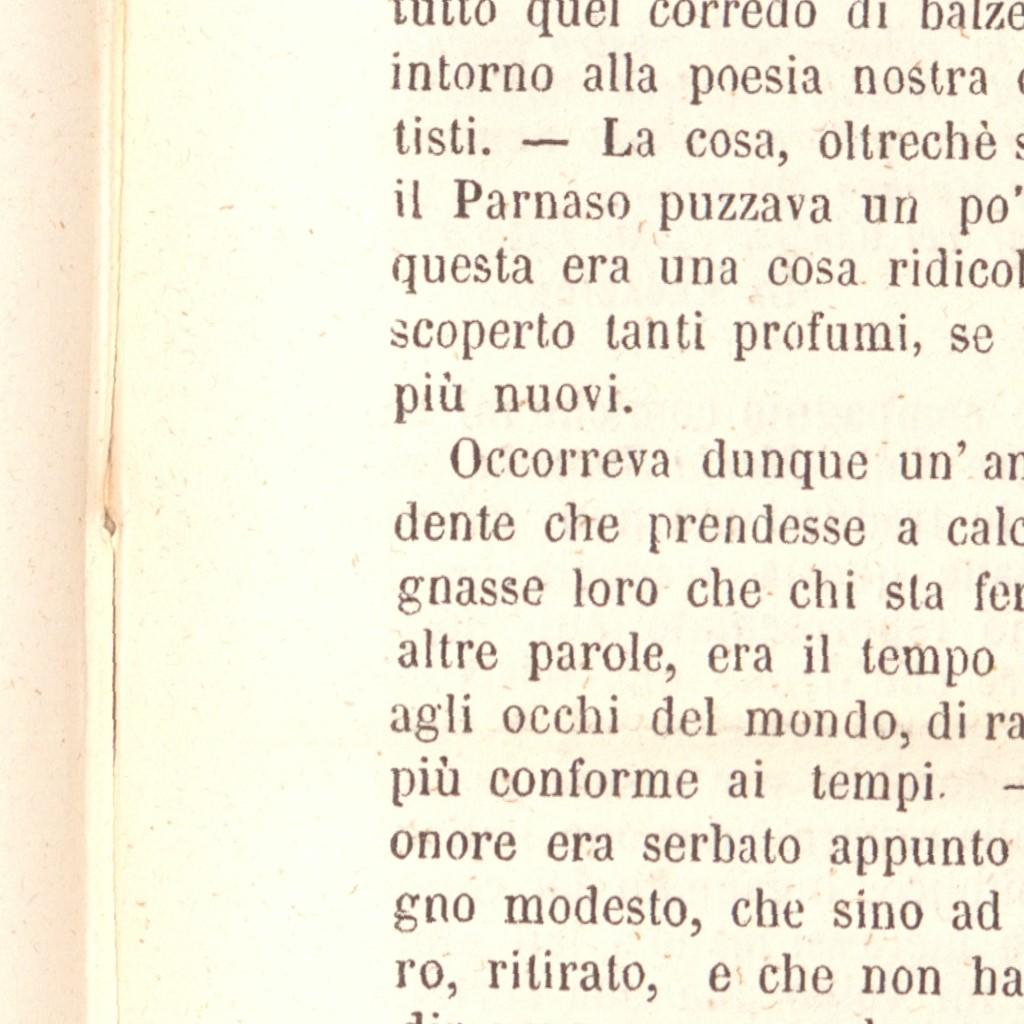 tutto quel corredo di balze
intorno alla poesia nostra
tisti. — La cosa, oltrechè
il Parnaso puzzava un po'
questa era una cosa ridicol
scoperto tanti profumi, se
più nuovi.
Occorreva dunque un' an
dente che prendesse a calc
gnasse loro che chi sta fer
altre parole, era il tempo
agli occhi del mondo, di ra
più conforme ai tempi. —
onore era serbato appunto
gno modesto, che sino ad
ro, ritirato, e che non ha